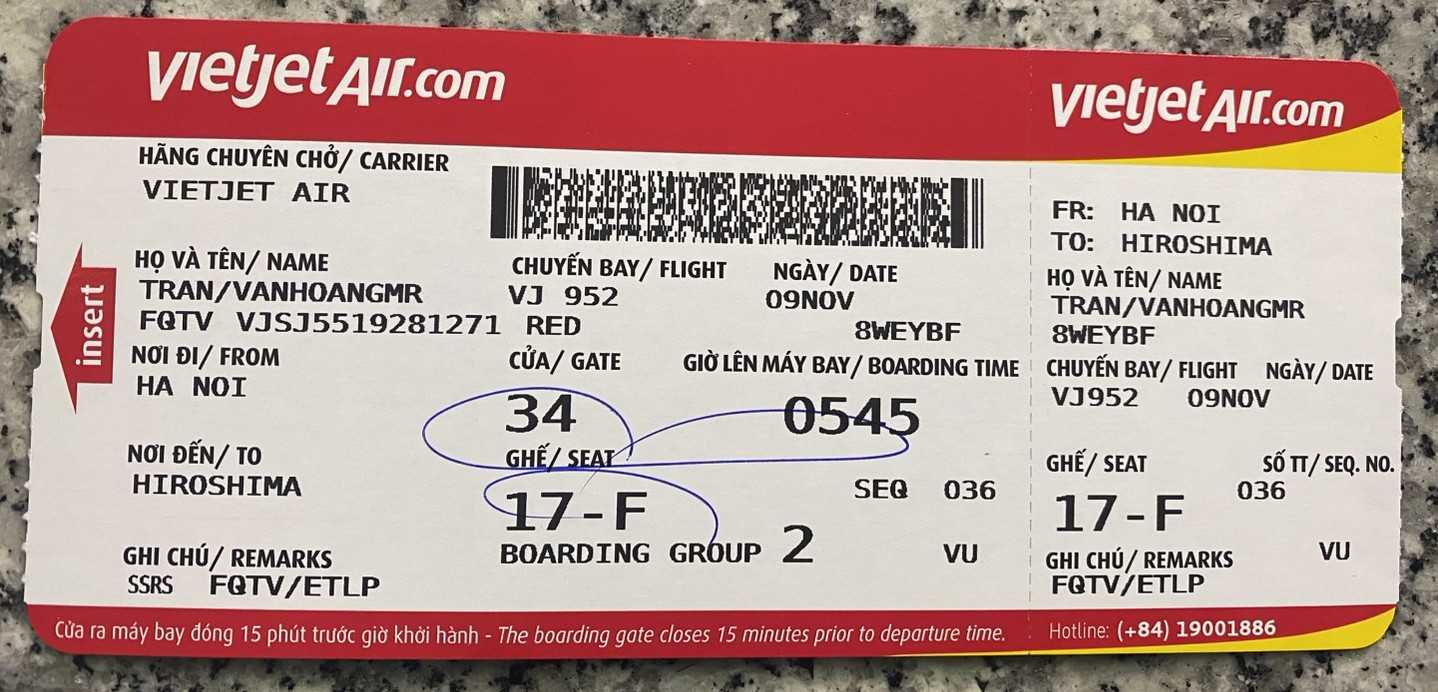 vietjet Air.com
HÃNG CHUYÊN CHỞ/ CARRIER
VIETJET AIR
HỌ VÀ TÊN/ NAME
TRAN/VANHOANGMR
FQTV VJSJ5519281271 RED
CHUYẾN BAY/ FLIGHT
VJ 952
NGÀY/ DATE
09NOV
8WEYBF
NƠI ĐI/ FROM
HA NOI
CỬA/ GATE
34
GIỜ LÊN MÁY BAY/ BOARDING TIME
0545
NƠI ĐẾN/ TO
HIROSHIMA
GHẾ/ SEAT
17-F
SEQ 036
BOARDING GROUP 2
VU
GHI CHÚ/ REMARKS
SSRS FQTV/ETLP
insert
Cửa ra máy bay đóng 15 phút trước giờ khởi hành - The boarding gate closes 15 minutes prior to departure time.
vietjet Air.com
FR: HA NOI
TO: HIROSHIMA
HỌ VÀ TÊN/ NAME
TRAN/VANHOANGMR
8WEYBF
CHUYẾN BAY/ FLIGHT NGÀY/ DATE
VJ952 09NOV
GHẾ/ SEAT SỐ TT/ SEQ. NO.
17-F 036
GHI CHÚ/ REMARKS VU
FQTV/ETLP
Hotline: (+84) 19001886